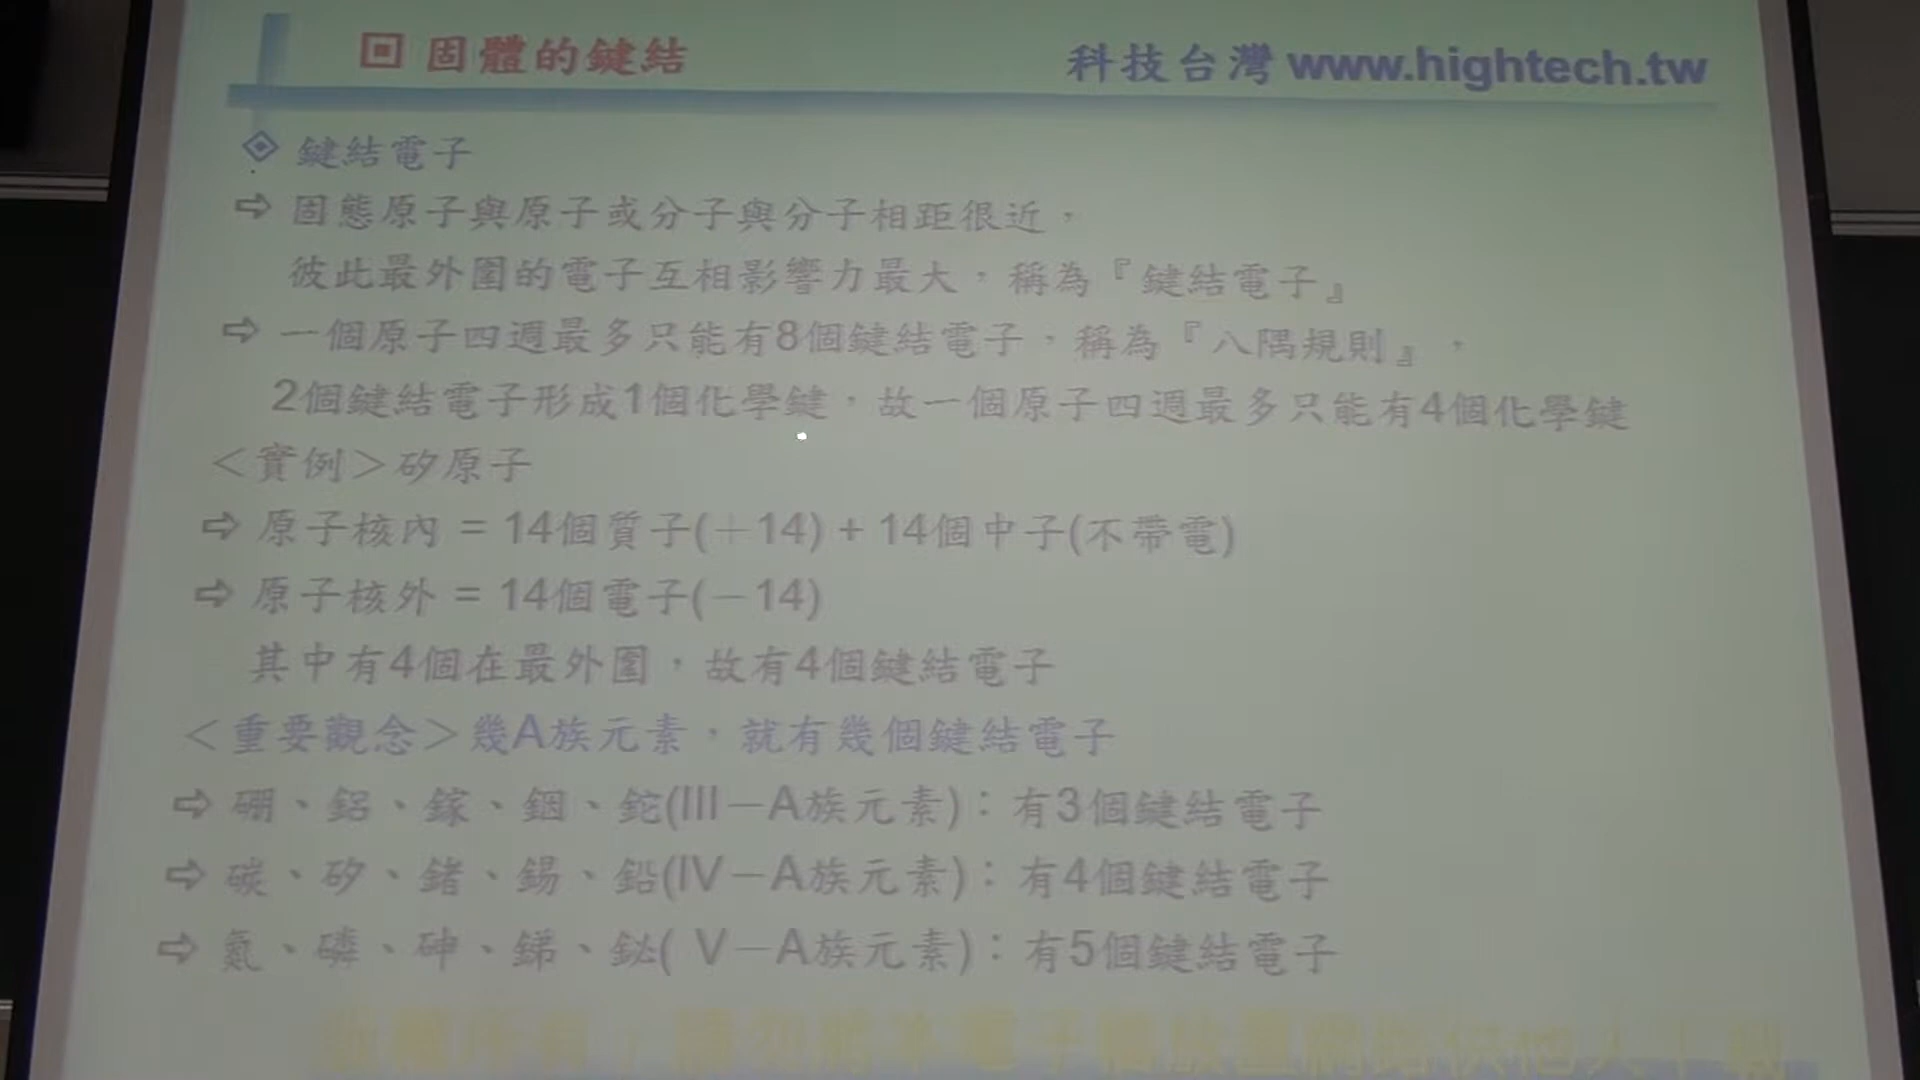 固體的鍵結
科技台灣 www.hightech.tw
鍵結電子
⇨ 固態原子與原子或分子與分子相距很近，
彼此最外圍的電子互相影響力最大，稱為『鍵結電子』
⇨ 一個原子四週最多只能有8個鍵結電子，稱為『八隅規則』，
2個鍵結電子形成1個化學鍵，故一個原子四週最多只能有4個化學鍵
＜實例＞矽原子
⇨ 原子核內 = 14個質子(＋14) + 14個中子(不帶電)
⇨ 原子核外 = 14個電子(－14)
其中有4個在最外圍，故有4個鍵結電子
＜重要觀念＞幾A族元素，就有幾個鍵結電子
⇨ 硼、鋁、鎵、銦、鉈(III－A族元素)：有3個鍵結電子
⇨ 碳、矽、鍺、錫、鉛(IV－A族元素)：有4個鍵結電子
⇨ 氮、磷、砷、銻、鉍( V－A族元素)：有5個鍵結電子